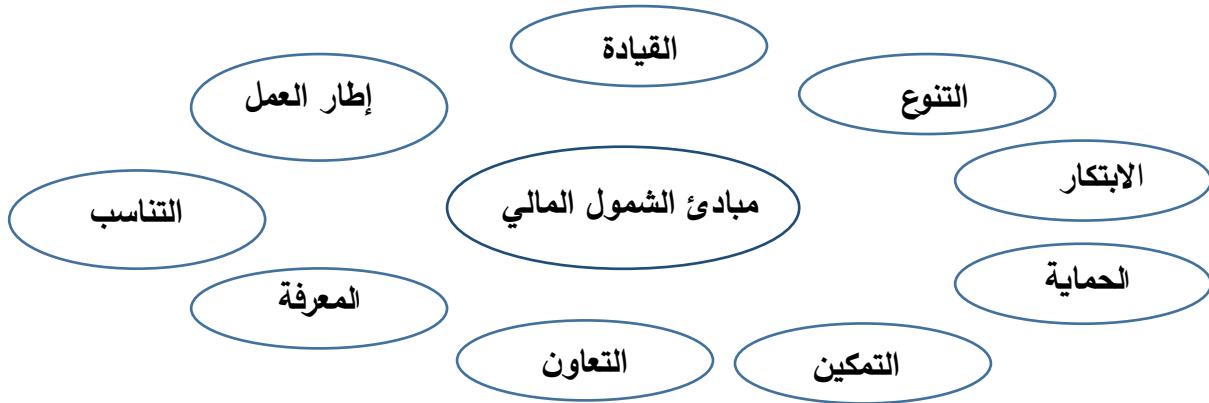 القيادة
التنوع
إطار العمل
الابتكار
مبادئ الشمول المالي
التناسب
الحماية
المعرفة
التمكين
التعاون